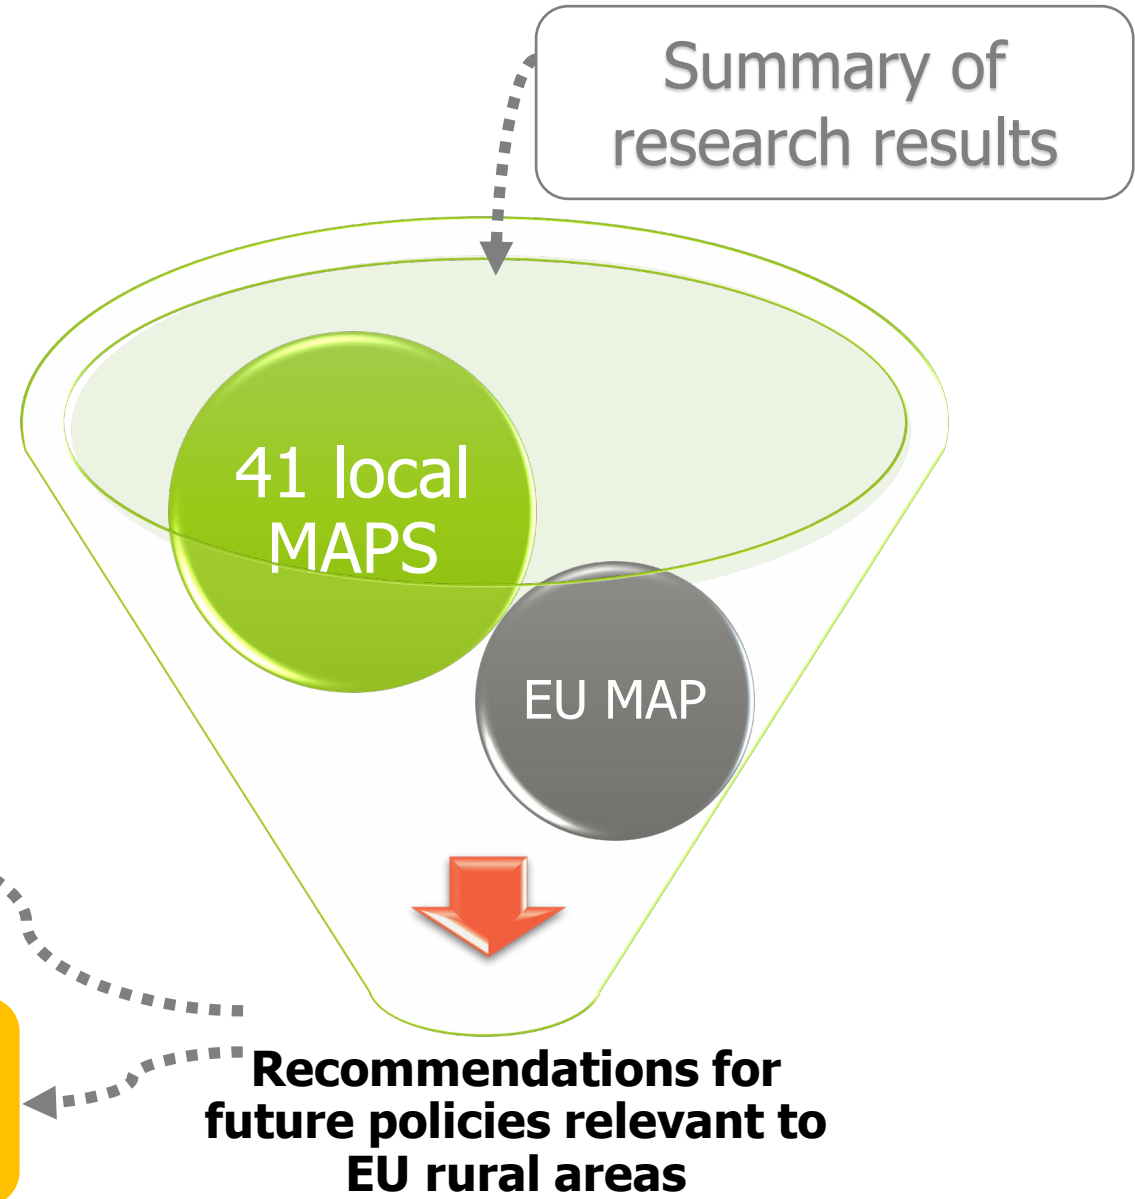 Summary of
research results
41 local
MAPS
EU MAP
Recommendations for
future policies relevant to
EU rural areas